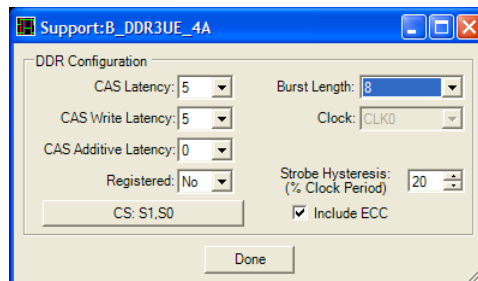 Support:B_DDR3UE_4A
DDR Configuration
CAS Latency: 5
Burst Length: 8
CAS Write Latency: 5
Clock: CLK0
CAS Additive Latency: 0
Registered: No
Strobe Hysteresis:
(% Clock Period) 20
CS: S1,S0
Include ECC
Done